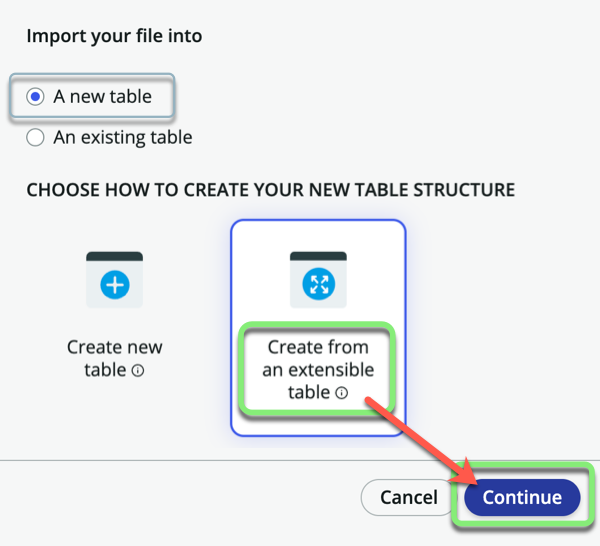 Import your file into
A new table
An existing table
CHOOSE HOW TO CREATE YOUR NEW TABLE STRUCTURE
Create new
table
Create from
an extensible
table
Cancel
Continue